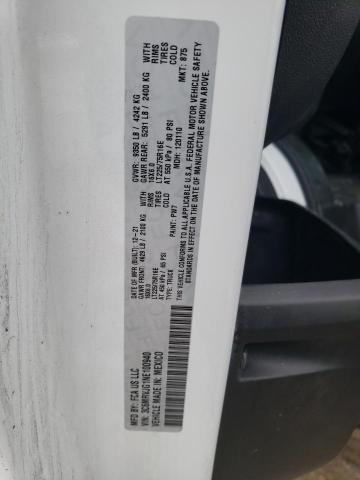 MFD BY: FCA US LLC
DATE OF MFR (BUILT): 12-21
GVWR: 9350 LB / 4242 KG
GAWR FRONT: 4629 LB / 2100 KG
GAWR REAR: 5291 LB / 2400 KG
WITH
16X6.0
16X6.0
RIMS
LT225/75R16E
LT225/75R16E
TIRES
AT 450 kPa / 65 PSI
AT 550 kPa / 80 PSI
COLD
VIN: 3C6MRVJG1NE100940
TYPE: TRUCK
MDH: 120110
MKT: 875
VEHICLE MADE IN: MEXICO
PAINT: PW7
THIS VEHICLE CONFORMS TO ALL
APPLICABLE U.S.A. FEDERAL MOTOR VEHICLE SAFETY
STANDARDS IN EFFECT ON THE
DATE OF MANUFACTURE SHOWN ABOVE.